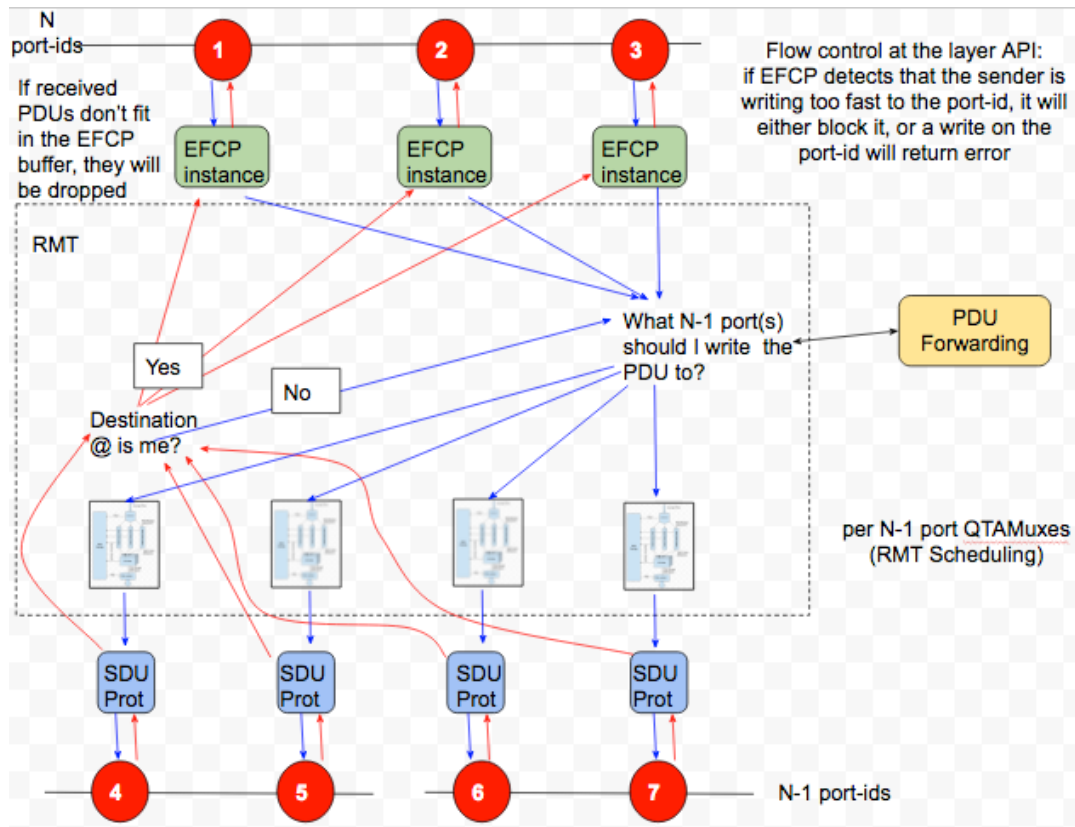 N
port-ids
1
2
3
Flow control at the layer API:
if EFCP detects that the sender is
writing too fast to the port-id, it will
either block it, or a write on the
port-id will return error
If received
PDUs don't fit
in the EFCP
buffer, they will
be dropped
EFCP
instance
EFCP
instance
EFCP
instance
RMT
What N-1 port(s)
should I write the
PDU to?
PDU
Forwarding
Yes
No
Destination
@ is me?
per N-1 port QTAMuxes
(RMT Scheduling)
SDU
Prot
SDU
Prot
SDU
Prot
SDU
Prot
4
5
6
7
N-1 port-ids